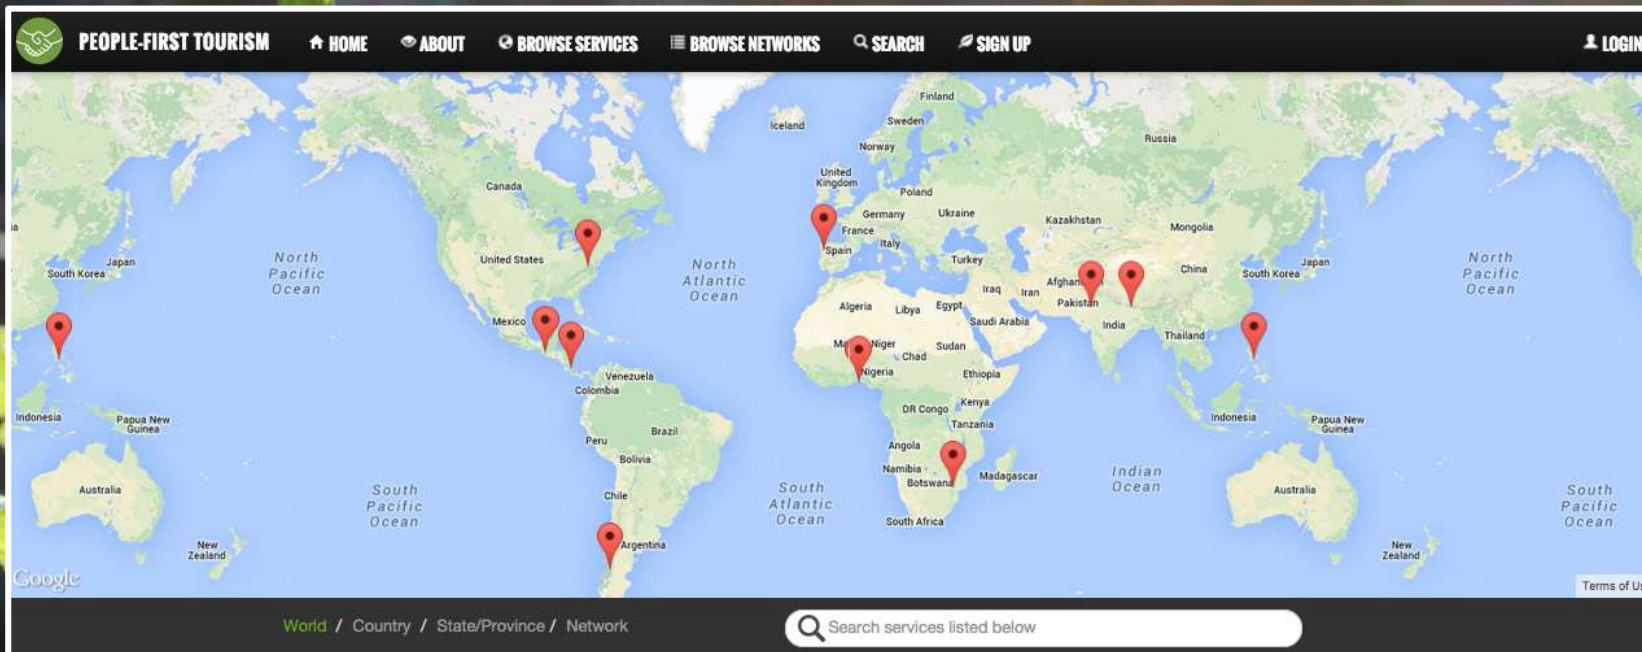 PEOPLE-FIRST TOURISM HOME ABOUT BROWSE SERVICES BROWSE NETWORKS SEARCH SIGN UP LOGIN
Finland
Iceland
Sweden
Russia
Norway
United
Kingdom
Canada
Poland
Germany
Ukraine
Kazakhstan
Mongolia
France
Italy
Spain
United States
Turkey
North
Pacific
Ocean
North
Atlantic
Ocean
Japan
South Korea
China
Iraq
Iran
Afghan
Pakistan
Algeria
Libya
Egypt
Saudi Arabia
India
Thailand
Japan
South Korea
North
Pacific
Ocean
Mexico
Ma
Niger
Chad
Sudan
Nigeria
Ethiopia
Venezuela
Colombia
DR Congo
Kenya
Tanzania
Indonesia
Papua New
Guinea
Peru
Brazil
Bolivia
Angola
Namibia
Botswana
Madagascar
Indonesia
Papua New
Guinea
Australia
South
Pacific
Ocean
Chile
South
Atlantic
Ocean
South Africa
Indian
Ocean
Australia
South
Pacific
Ocean
New
Zealand
Argentina
New
Zealand
Google
Terms of Us
World / Country / State/Province / Network
Search services listed below